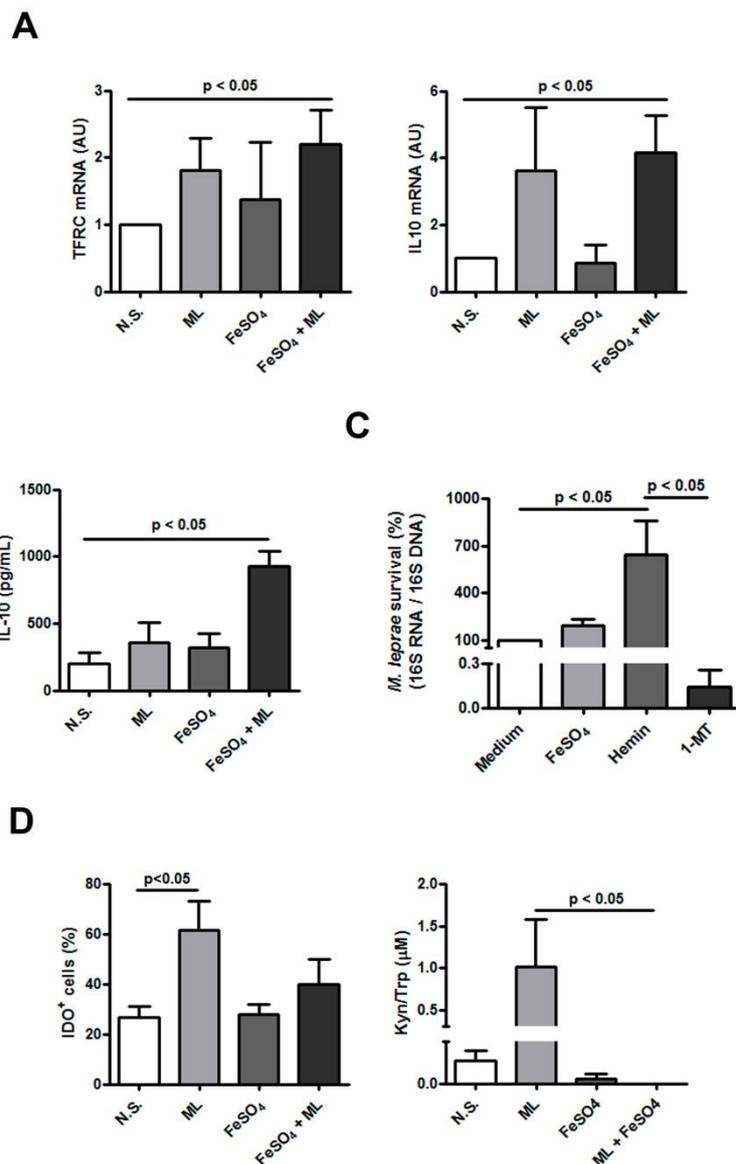 A
p < 0.05
TFRC mRNA (AU)
3
2
1
0
N.S.
ML
FeSO4
FeSO4 + ML
p < 0.05
IL10 mRNA (AU)
6
4
2
0
N.S.
ML
FeSO4
FeSO4 + ML
p < 0.05
IL-10 (pg/mL)
1500
1000
500
0
N.S.
ML
FeSO4
FeSO4 + ML
C
p < 0.05
p < 0.05
M. leprae survival (%)
(16S RNA / 16S DNA)
1000
700
400
100
0.3
0.0
Medium
FeSO4
Hemin
1-MT
D
p<0.05
IDO+ cells (%)
80
60
40
20
0
N.S.
ML
FeSO4
FeSO4 + ML
p < 0.05
Kyn/Trp (µM)
2.0
1.5
1.0
0.5
0.0
N.S.
ML
FeSO4
ML + FeSO4